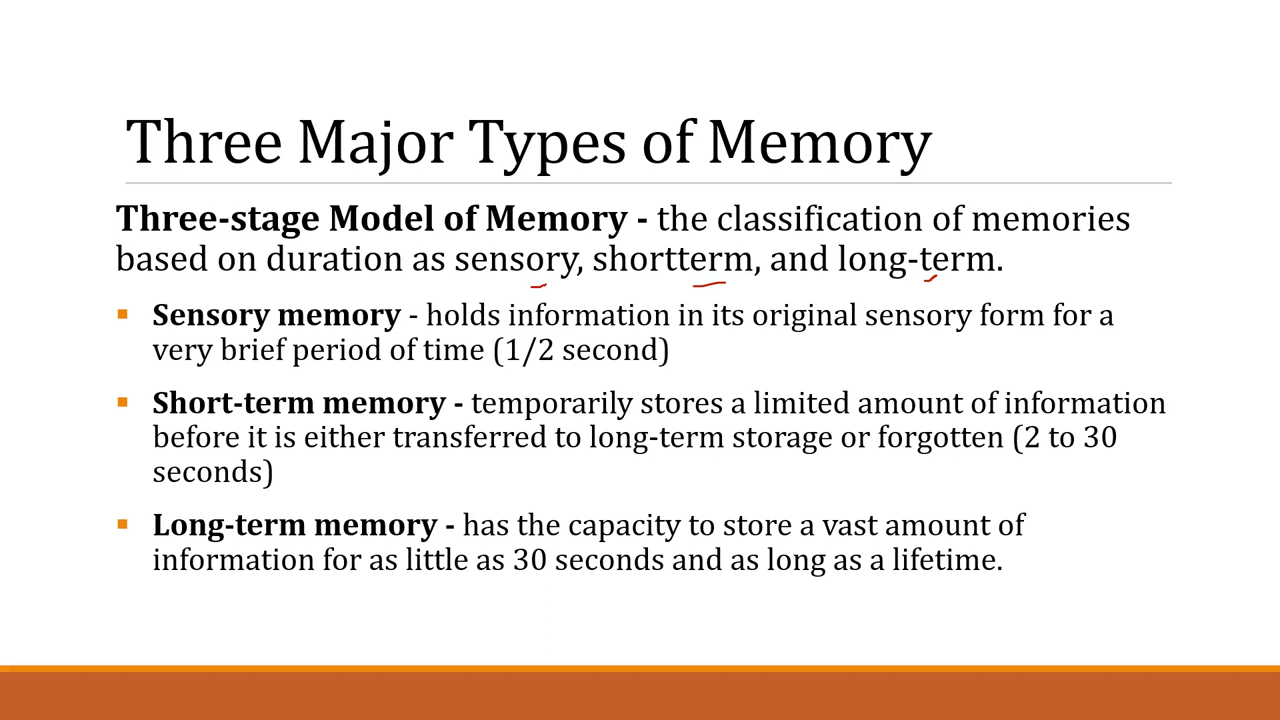 Three Major Types of Memory
Three-stage Model of Memory - the classification of memories
based on duration as sensory, shortterm, and long-term.
▪ Sensory memory - holds information in its original sensory form for a
very brief period of time (1/2 second)
▪ Short-term memory - temporarily stores a limited amount of information
before it is either transferred to long-term storage or forgotten (2 to 30
seconds)
▪ Long-term memory - has the capacity to store a vast amount of
information for as little as 30 seconds and as long as a lifetime.